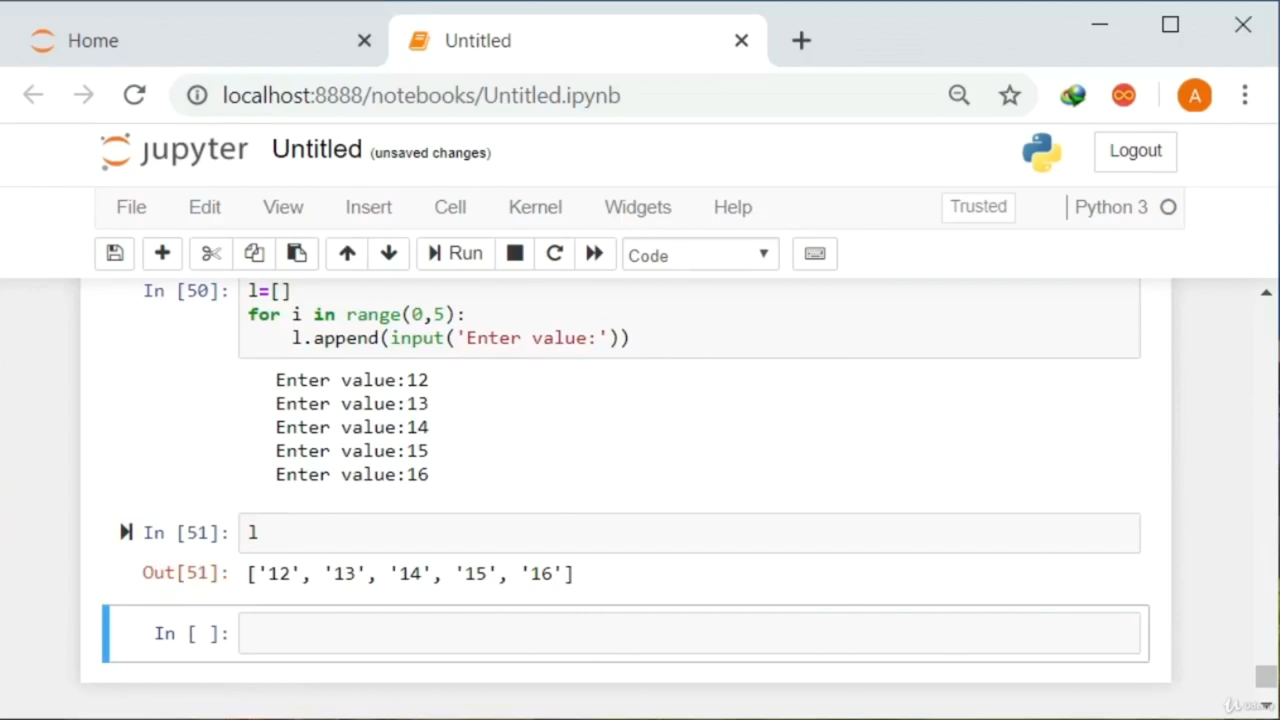 Home
Untitled
localhost:8888/notebooks/Untitled.ipynb
A
jupyter Untitled (unsaved changes)
Logout
File Edit View Insert Cell Kernel Widgets Help
Trusted
Python 3
Run
Code
In [50]: l=[]
for i in range(0,5):
    l.append(input('Enter value:'))
Enter value:12
Enter value:13
Enter value:14
Enter value:15
Enter value:16
In [51]: l
Out[51]: ['12', '13', '14', '15', '16']
In [ ]: